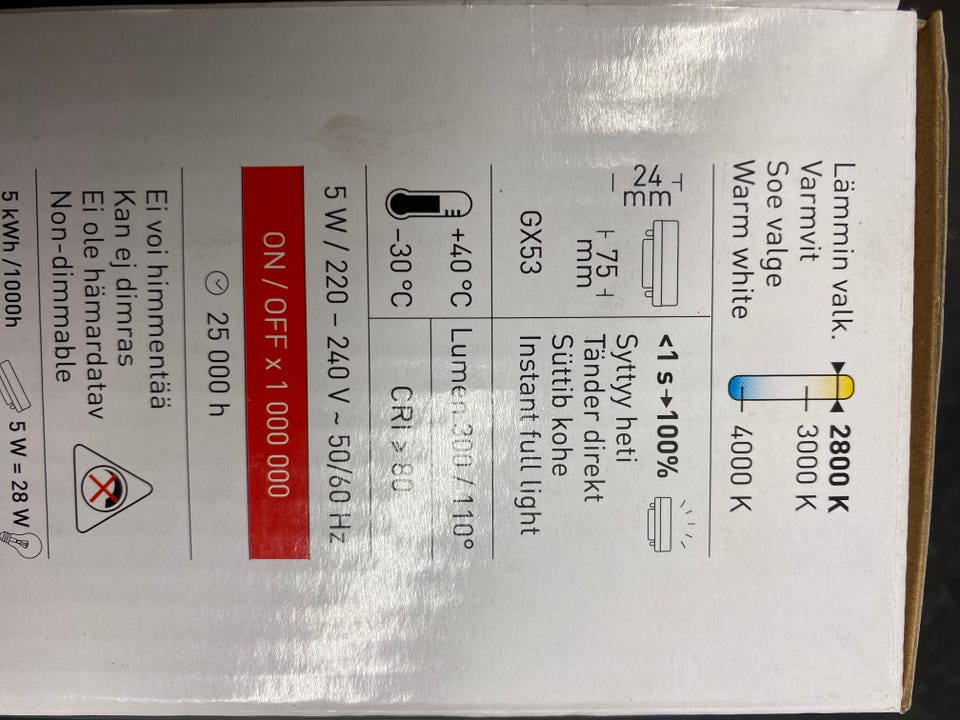 Lämmin valk.
Varmvit
Soe valge
Warm white
2800 K
3000 K
4000 K
24 mm
75 mm
GX53
<1 s→100%
Syttyy heti
Tänder direkt
Süttib kohe
Instant full light
+40 °C
-30 °C
Lumen 300 / 110°
CRi ≥ 80
5 W / 220 – 240 V ~ 50/60 Hz
ON / OFF x 1 000 000
25 000 h
Ei voi himmentää
Kan ej dimras
Ei ole hämardatav
Non-dimmable
5 kWh /1000h
5 W = 28 W